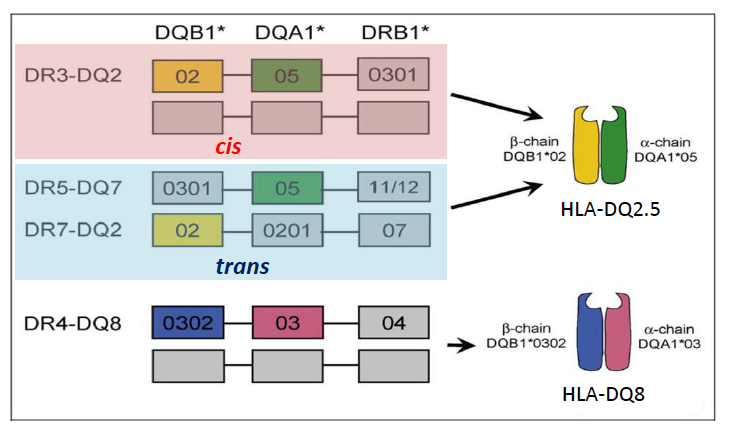 DQB1* DQA1* DRB1*
DR3-DQ2 02 05 0301
cis
β-chain DQB1*02
α-chain DQA1*05
HLA-DQ2.5
DR5-DQ7 0301 05 11/12
DR7-DQ2 02 0201 07
trans
DR4-DQ8 0302 03 04
β-chain DQB1*0302
α-chain DQA1*03
HLA-DQ8